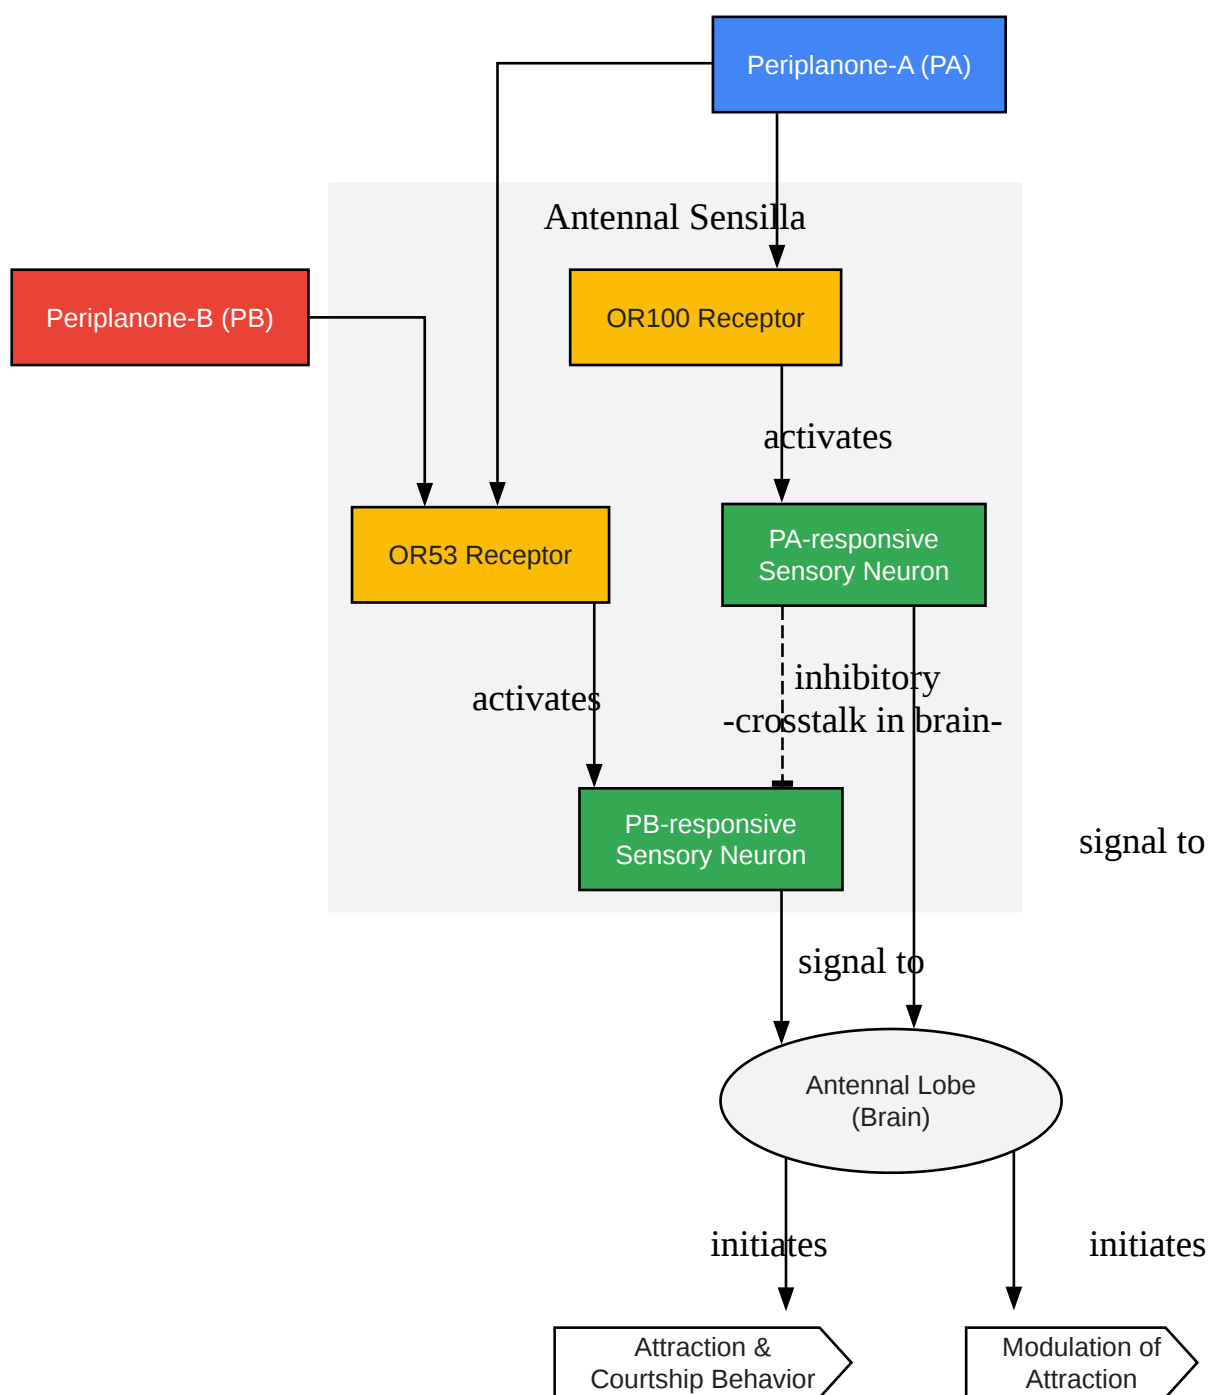 Periplanone-A (PA)
Antennal Sensilla
Periplanone-B (PB)
OR100 Receptor
activates
OR53 Receptor
PA-responsive
Sensory Neuron
inhibitory
-crosstalk in brain-
activates
PB-responsive
Sensory Neuron
signal to
signal to
Antennal Lobe
(Brain)
initiates
initiates
Attraction &
Courtship Behavior
Modulation of
Attraction